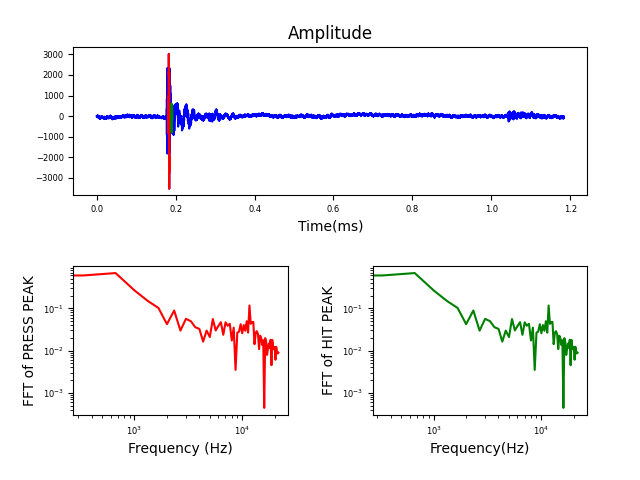 Amplitude
3000
2000
1000
0
−1000
−2000
−3000
0.0 0.2 0.4 0.6 0.8 1.0 1.2
Time(ms)
FFT of PRESS PEAK
10⁻¹
10⁻²
10⁻³
10³ 10⁴
Frequency (Hz)
FFT of HIT PEAK
10⁻¹
10⁻²
10⁻³
10³ 10⁴
Frequency(Hz)